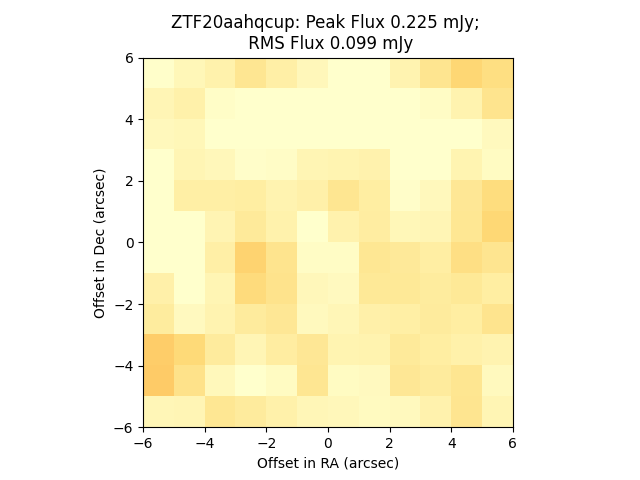 ZTF20aahqcup: Peak Flux 0.225 mJy;
RMS Flux 0.099 mJy
6
4
2
0
−2
−4
−6
Offset in Dec (arcsec)
−6 −4 −2 0 2 4 6
Offset in RA (arcsec)